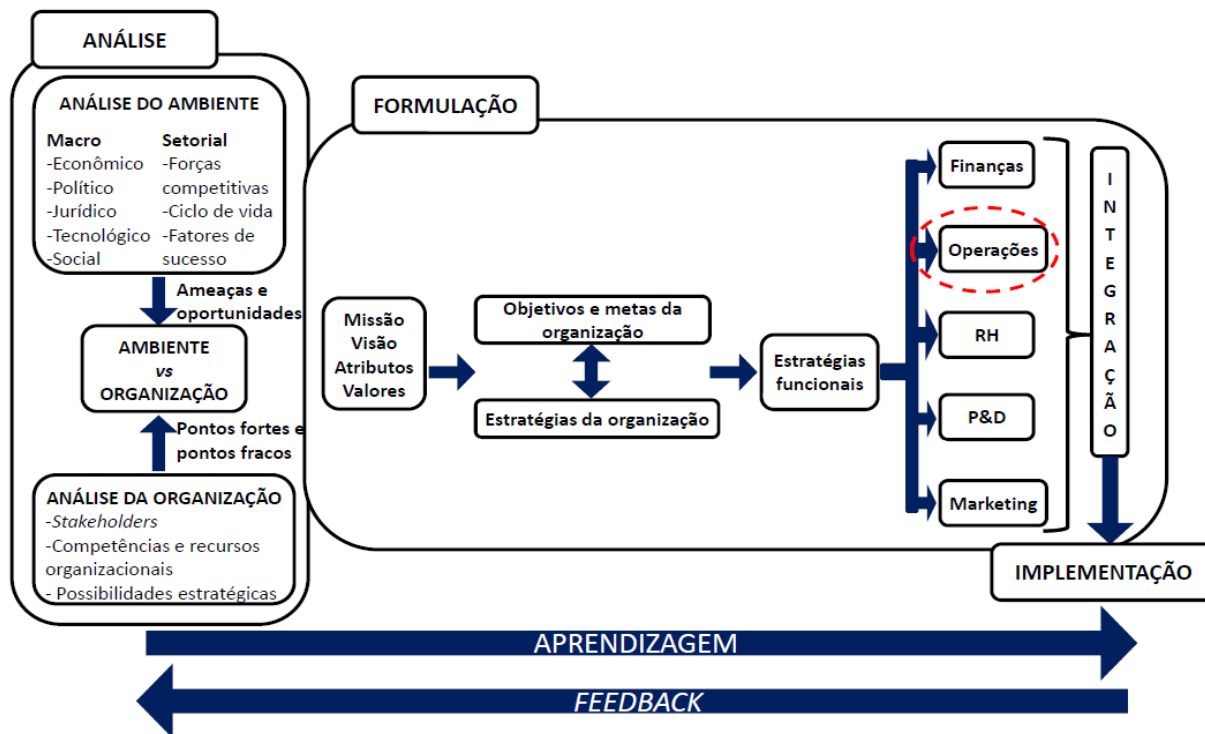 ANÁLISE
ANÁLISE DO AMBIENTE
Macro
-Econômico
-Político
-Jurídico
-Tecnológico
-Social
Setorial
-Forças
competitivas
-Ciclo de vida
-Fatores de
sucesso
Ameaças e
oportunidades
AMBIENTE
vs
ORGANIZAÇÃO
Pontos fortes e
pontos fracos
ANÁLISE DA ORGANIZAÇÃO
-Stakeholders
-Competências e recursos
organizacionais
- Possibilidades estratégicas
FORMULAÇÃO
Missão
Visão
Atributos
Valores
Objetivos e metas da
organização
Estratégias da organização
Estratégias
funcionais
Finanças
Operações
RH
P&D
Marketing
INTEGRAÇÃO
IMPLEMENTAÇÃO
APRENDIZAGEM
FEEDBACK